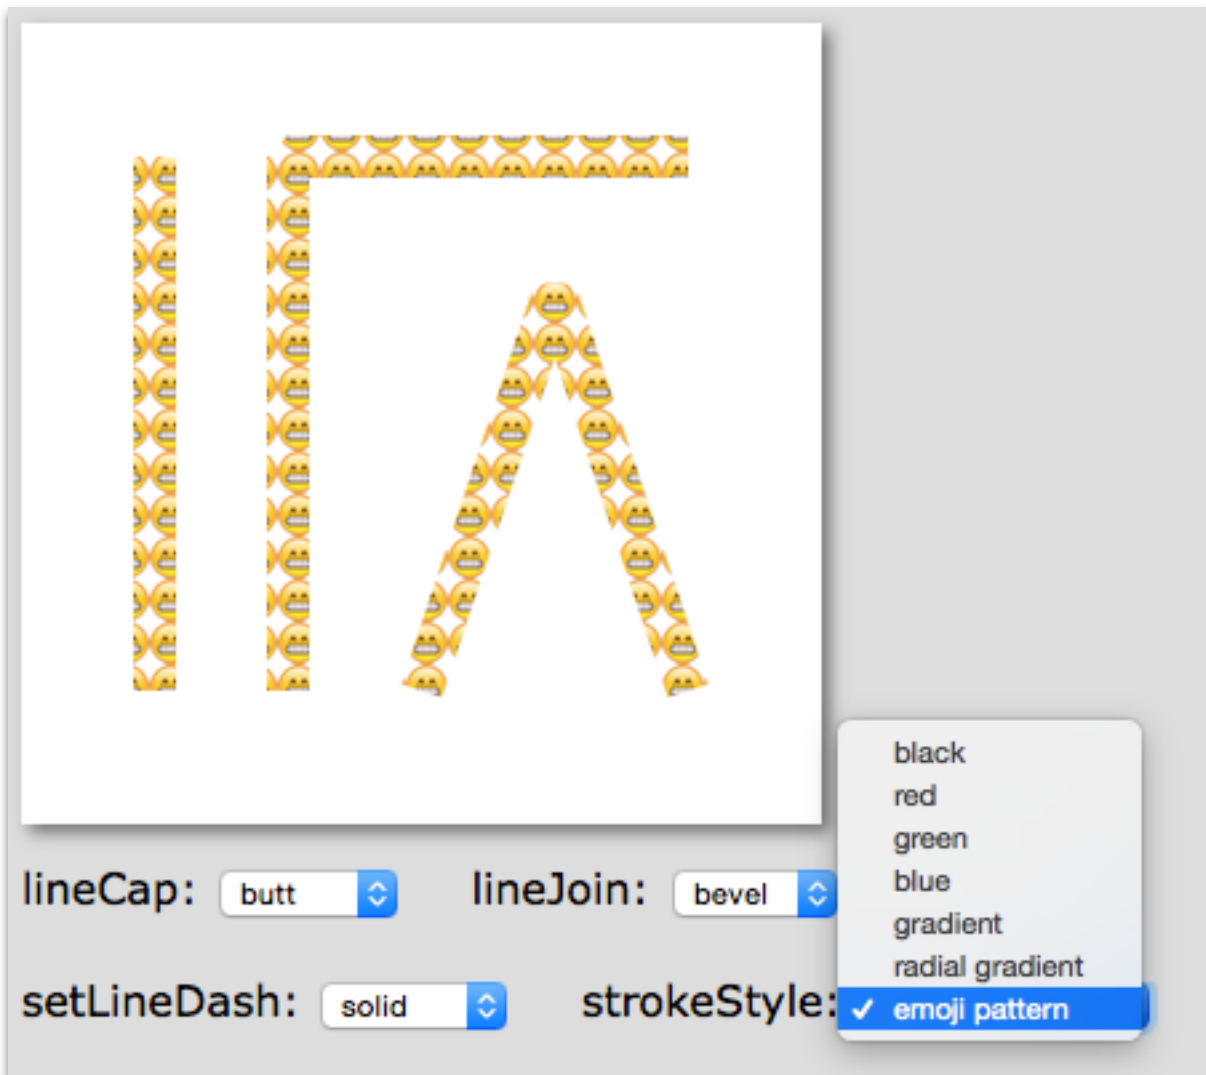 black
red
green
blue
gradient
radial gradient
✓ emoji pattern
lineCap: butt lineJoin: bevel
setLineDash: solid strokeStyle: